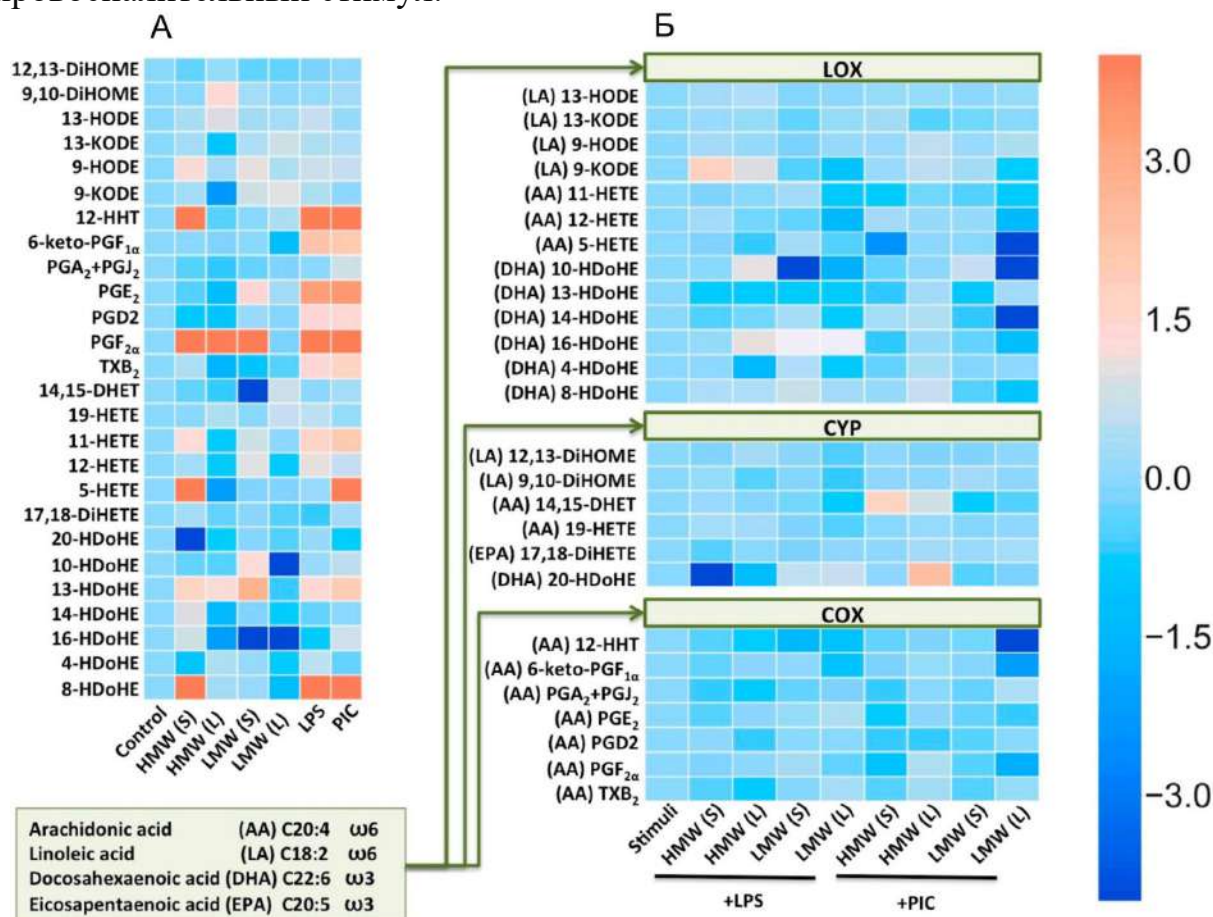 провоспалительный стимул.
А
12,13-DiHOME
9,10-DiHOME
13-HODE
13-KODE
9-HODE
9-KODE
12-HHT
6-keto-PGF1α
PGA2+PGJ2
PGE2
PGD2
PGF2α
TXB2
14,15-DHET
19-HETE
11-HETE
12-HETE
5-HETE
17,18-DiHETE
20-HDoHE
10-HDoHE
13-HDoHE
14-HDoHE
16-HDoHE
4-HDoHE
8-HDoHE
Control
HMW (S)
HMW (L)
LMW (S)
LMW (L)
LPS
PIC
Arachidonic acid (AA) C20:4 ω6
Linoleic acid (LA) C18:2 ω6
Docosahexaenoic acid (DHA) C22:6 ω3
Eicosapentaenoic acid (EPA) C20:5 ω3
Б
LOX
(LA) 13-HODE
(LA) 13-KODE
(LA) 9-HODE
(LA) 9-KODE
(AA) 11-HETE
(AA) 12-HETE
(AA) 5-HETE
(DHA) 10-HDoHE
(DHA) 13-HDoHE
(DHA) 14-HDoHE
(DHA) 16-HDoHE
(DHA) 4-HDoHE
(DHA) 8-HDoHE
CYP
(LA) 12,13-DiHOME
(LA) 9,10-DiHOME
(AA) 14,15-DHET
(AA) 19-HETE
(EPA) 17,18-DiHETE
(DHA) 20-HDoHE
COX
(AA) 12-HHT
(AA) 6-keto-PGF1α
(AA) PGA2+PGJ2
(AA) PGE2
(AA) PGD2
(AA) PGF2α
(AA) TXB2
Stimuli
HMW (S)
HMW (L)
LMW (S)
LMW (L)
HMW (S)
HMW (L)
LMW (S)
LMW (L)
+LPS
+PIC
3.0
1.5
0.0
−1.5
−3.0